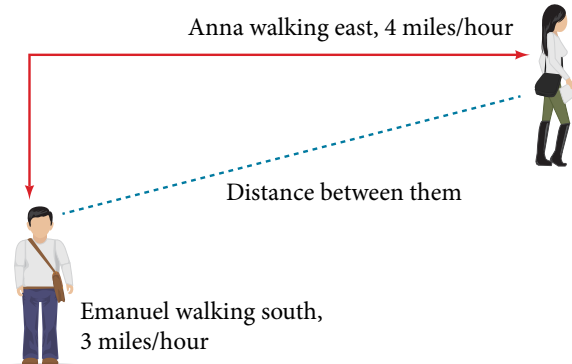 Anna walking east, 4 miles/hour
Distance between them
Emanuel walking south,
3 miles/hour